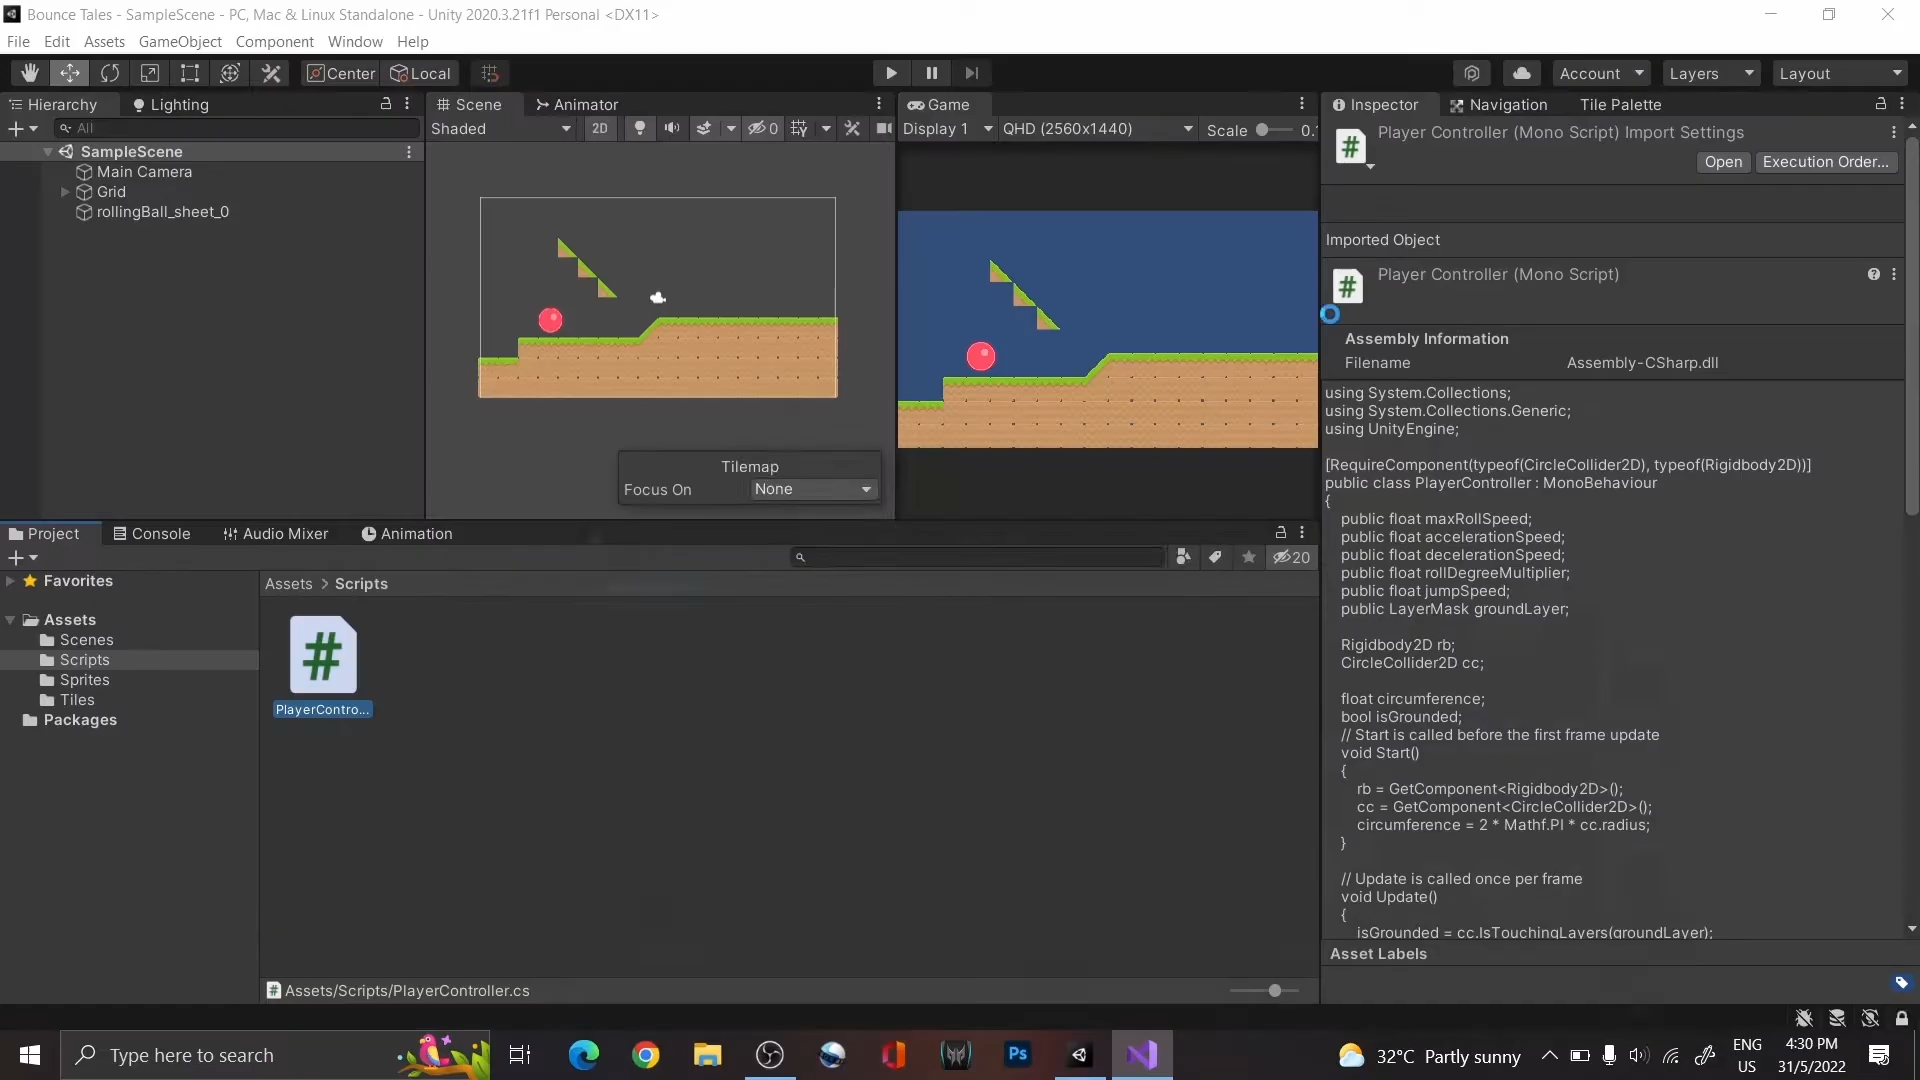 Bounce Tales - SampleScene - PC, Mac & Linux Standalone - Unity 2020.3.21f1 Personal <DX11>
File Edit Assets GameObject Component Window Help
Center Local
Account Layers Layout
Hierarchy Lighting
All
SampleScene
Main Camera
Grid
rollingBall_sheet_0
Scene Animator
Shaded 2D 0
Tilemap
Focus On None
Game
Display 1 QHD (2560x1440) Scale 0.
Inspector Navigation Tile Palette
Player Controller (Mono Script) Import Settings
Open Execution Order...
Imported Object
Player Controller (Mono Script)
Assembly Information
Filename Assembly-CSharp.dll
using System.Collections;
using System.Collections.Generic;
using UnityEngine;
[RequireComponent(typeof(CircleCollider2D), typeof(Rigidbody2D))]
public class PlayerController : MonoBehaviour
{
public float maxRollSpeed;
public float accelerationSpeed;
public float decelerationSpeed;
public float rollDegreeMultiplier;
public float jumpSpeed;
public LayerMask groundLayer;
Rigidbody2D rb;
CircleCollider2D cc;
float circumference;
bool isGrounded;
// Start is called before the first frame update
void Start()
{
rb = GetComponent<Rigidbody2D>();
cc = GetComponent<CircleCollider2D>();
circumference = 2 * Mathf.PI * cc.radius;
}
// Update is called once per frame
void Update()
{
isGrounded = cc.IsTouchingLayers(groundLayer);
Asset Labels
Project Console Audio Mixer Animation
20
Favorites
Assets
Scenes
Scripts
Sprites
Tiles
Packages
Assets > Scripts
#
PlayerContro...
Assets/Scripts/PlayerController.cs
Type here to search
Ps
32°C Partly sunny
ENG
US
4:30 PM
31/5/2022